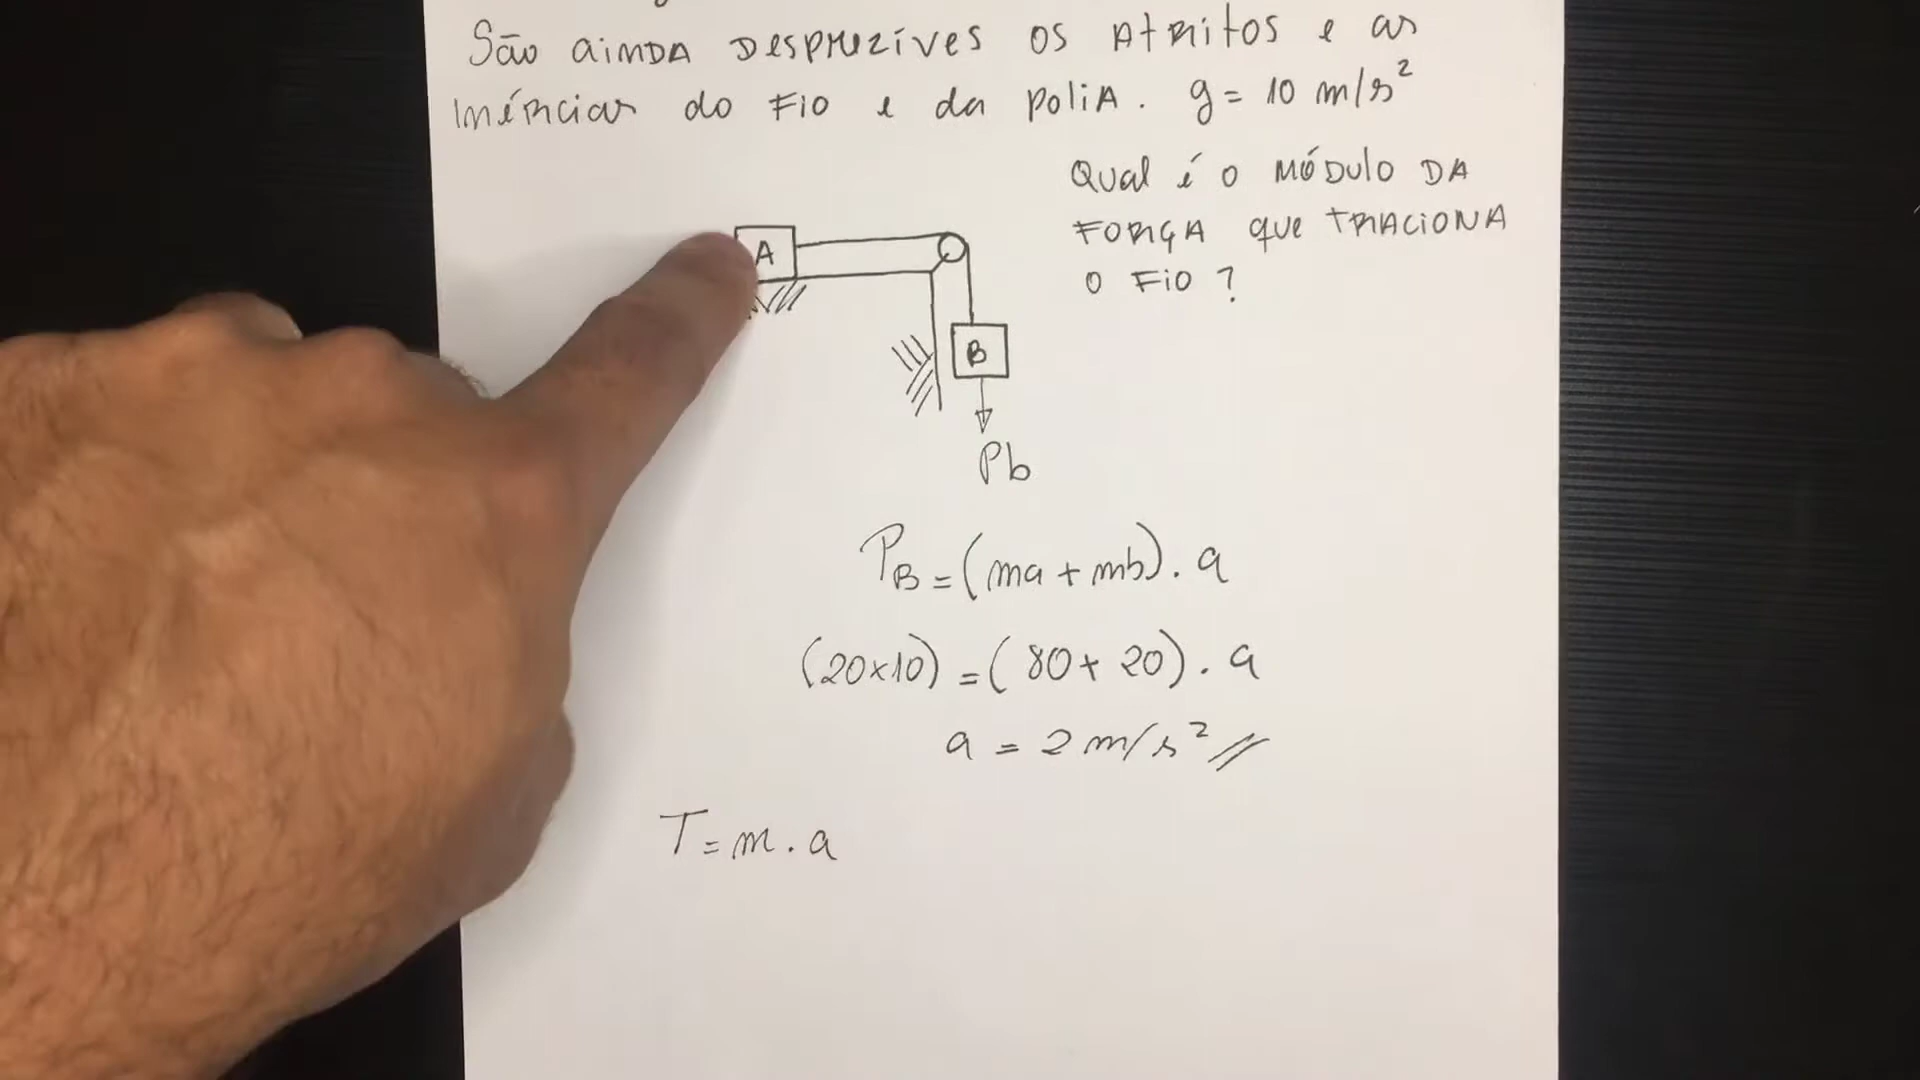 São ainda desprezíves os atritos e as
inércias do fio e da polia. g = 10 m/s²
Qual é o módulo da
força que traciona
o fio ?
A
B
Pb
PB = (ma + mb) . a
(20x10) = (80 + 20) . a
a = 2 m/s²
T = m . a